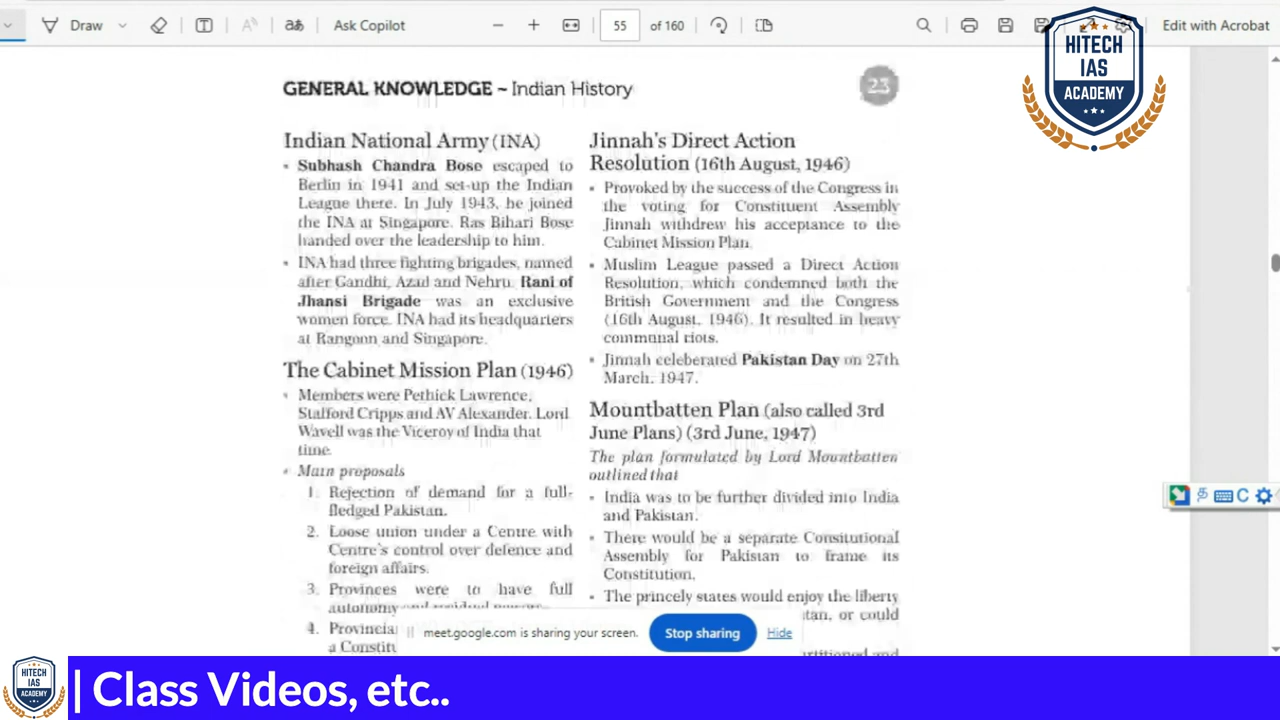 Draw
Ask Copilot
55 of 160
Edit with Acrobat
HITECH
IAS
ACADEMY
GENERAL KNOWLEDGE ~ Indian History
23
Indian National Army (INA)
Subhash Chandra Bose escaped to
Berlin in 1941 and set-up the Indian
League there. In July 1943, he joined
the INA at Singapore. Ras Bihari Bose
handed over the leadership to him.
INA had three fighting brigades, named
after Gandhi, Azad and Nehru. Rani of
Jhansi Brigade was an exclusive
women force. INA had its headquarters
at Rangoon and Singapore.
The Cabinet Mission Plan (1946)
Members were Pethick Lawrence,
Stafford Cripps and AV Alexander. Lord
Wavell was the Viceroy of India that
time.
Main proposals
1. Rejection of demand for a full-
fledged Pakistan.
2. Loose union under a Centre with
Centre's control over defence and
foreign affairs.
3. Provinces were to have full
autonomy and residual powers.
4. Provincia
a Constitu
Jinnah's Direct Action
Resolution (16th August, 1946)
Provoked by the success of the Congress in
the voting for Constituent Assembly
Jinnah withdrew his acceptance to the
Cabinet Mission Plan.
Muslim League passed a Direct Action
Resolution, which condemned both the
British Government and the Congress
(16th August, 1946). It resulted in heavy
communal riots.
Jinnah celeberated Pakistan Day on 27th
March, 1947.
Mountbatten Plan (also called 3rd
June Plans) (3rd June, 1947)
The plan formulated by Lord Mountbatten
outlined that
India was to be further divided into India
and Pakistan.
There would be a separate Consitutional
Assembly for Pakistan to frame its
Constitution.
The princely states would enjoy the liberty
tan, or could
meet.google.com is sharing your screen.
Stop sharing
Hide
HITECH
IAS
ACADEMY
| Class Videos, etc..